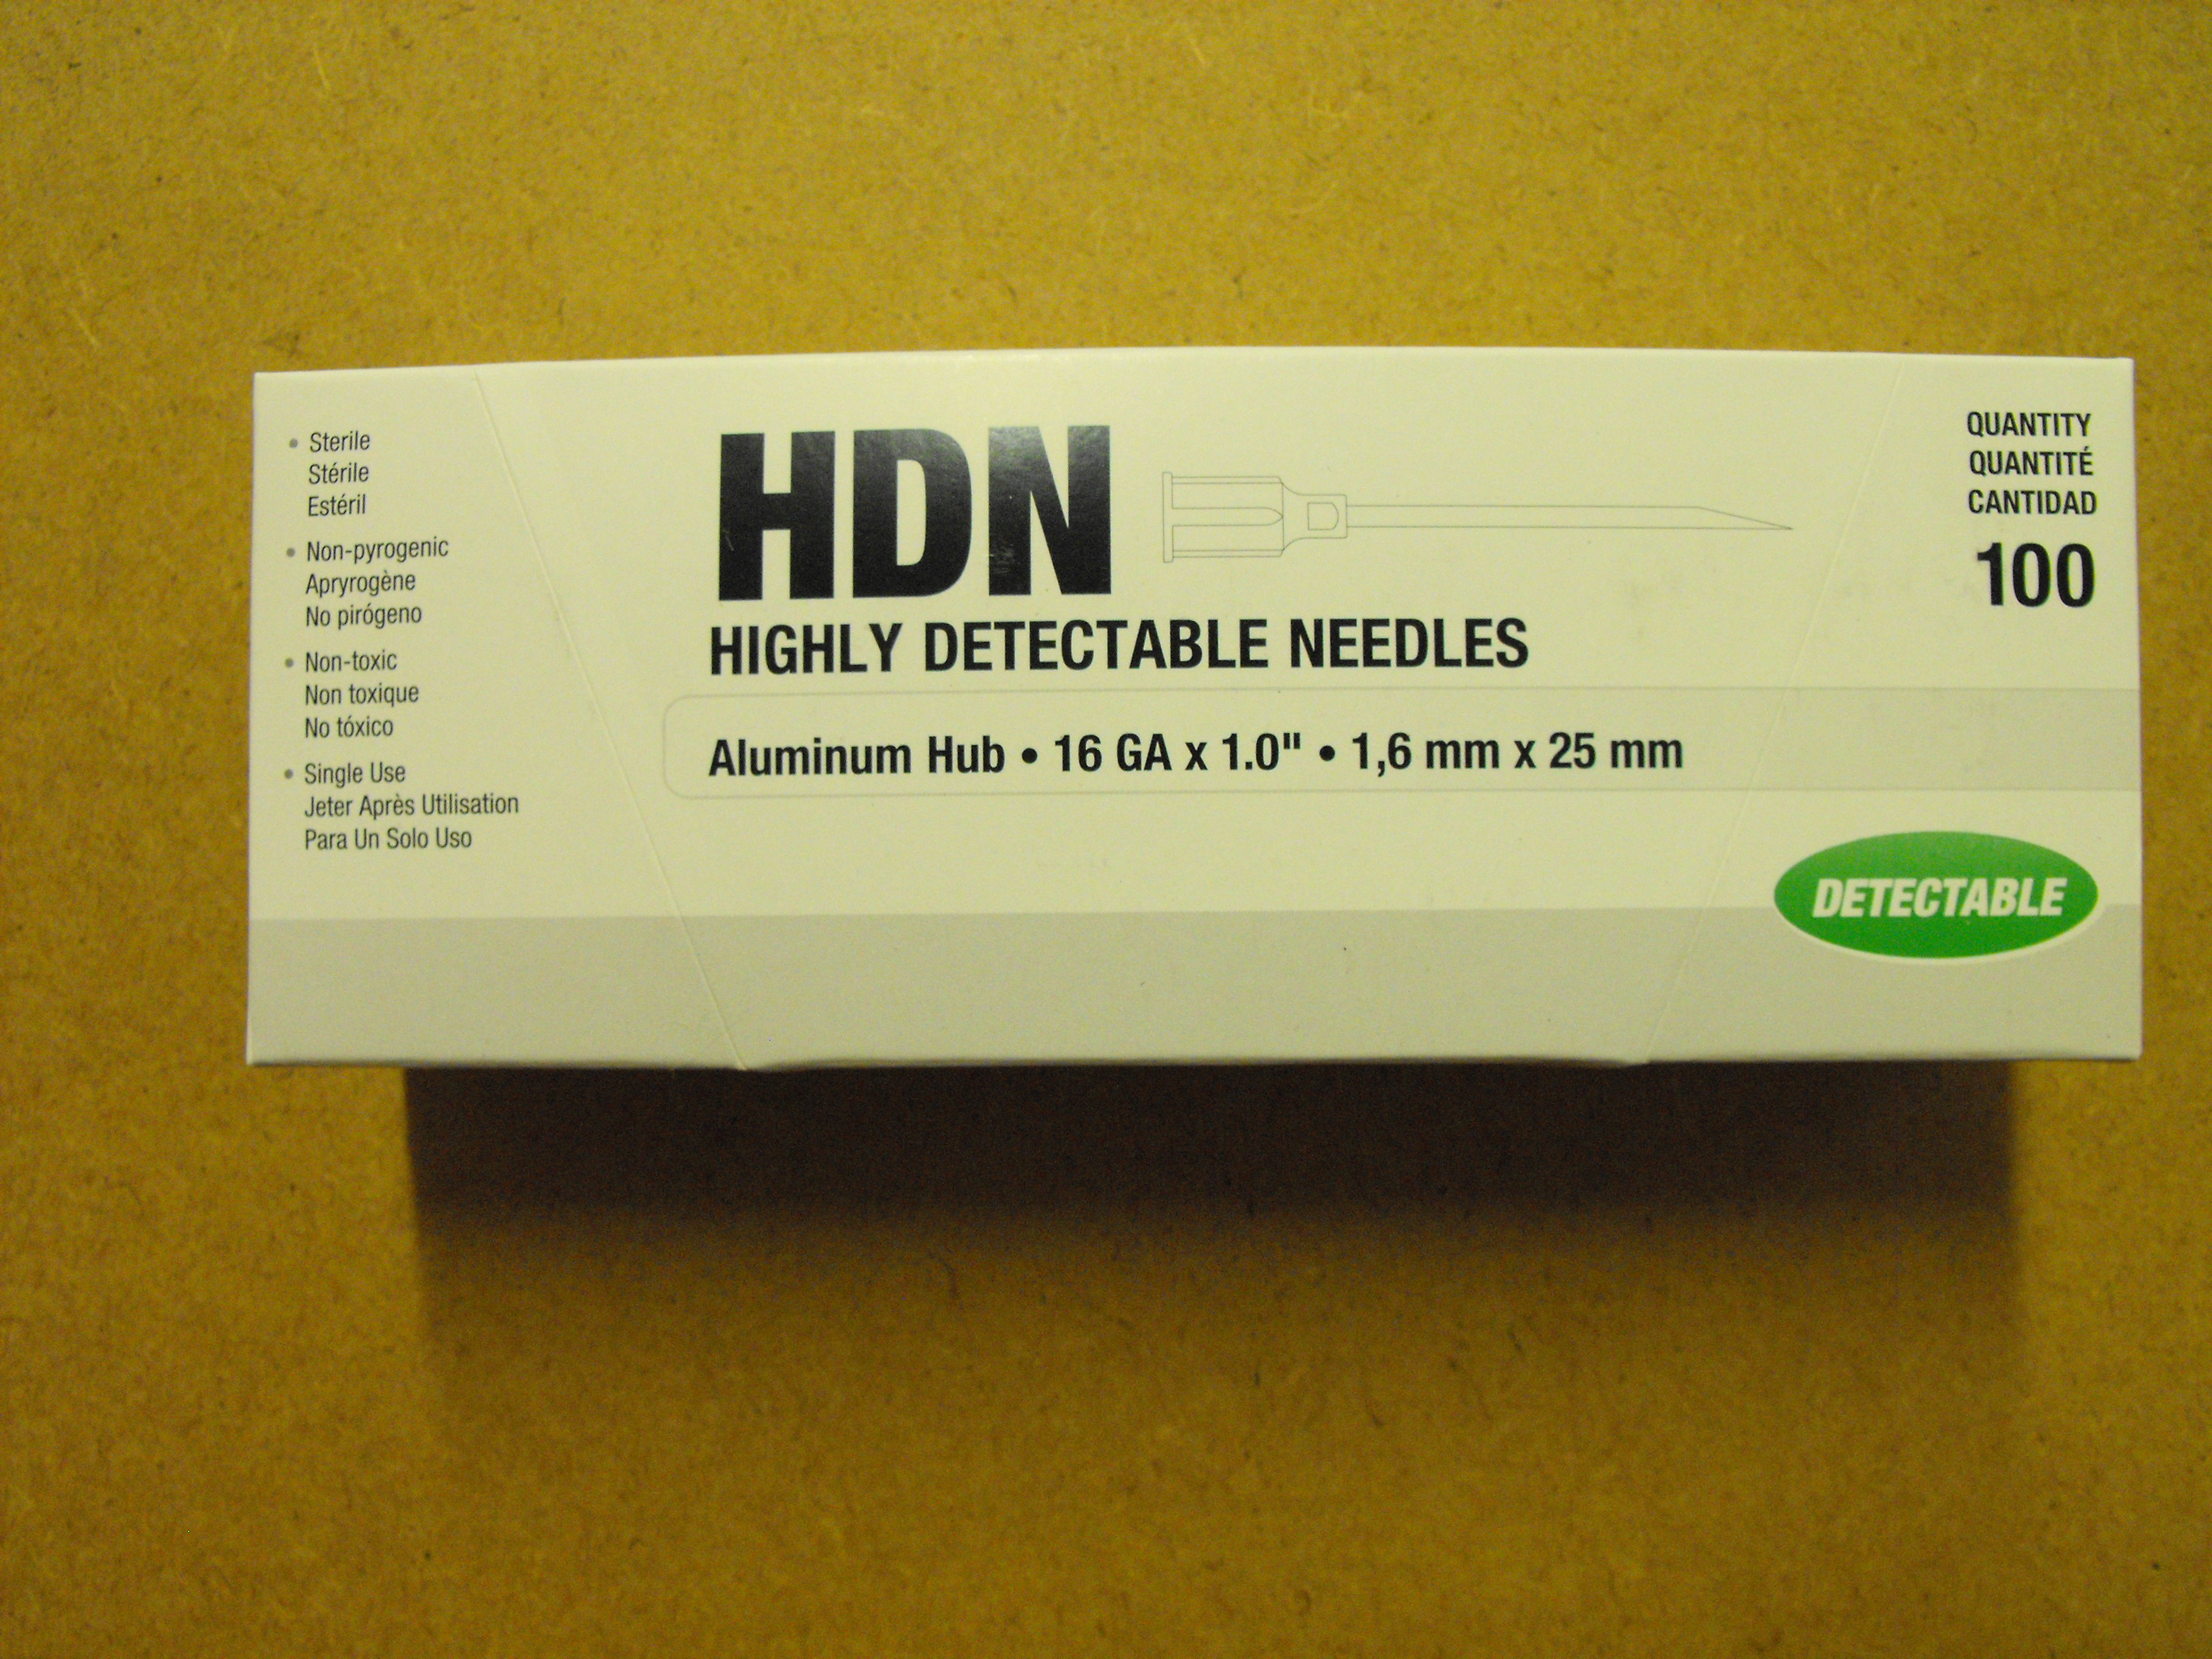 • Sterile
Stérile
Estéril
• Non-pyrogenic
Apryrogène
No pirógeno
• Non-toxic
Non toxique
No tóxico
• Single Use
Jeter Après Utilisation
Para Un Solo Uso
HDN
HIGHLY DETECTABLE NEEDLES
Aluminum Hub • 16 GA x 1.0" • 1,6 mm x 25 mm
QUANTITY
QUANTITÉ
CANTIDAD
100
DETECTABLE